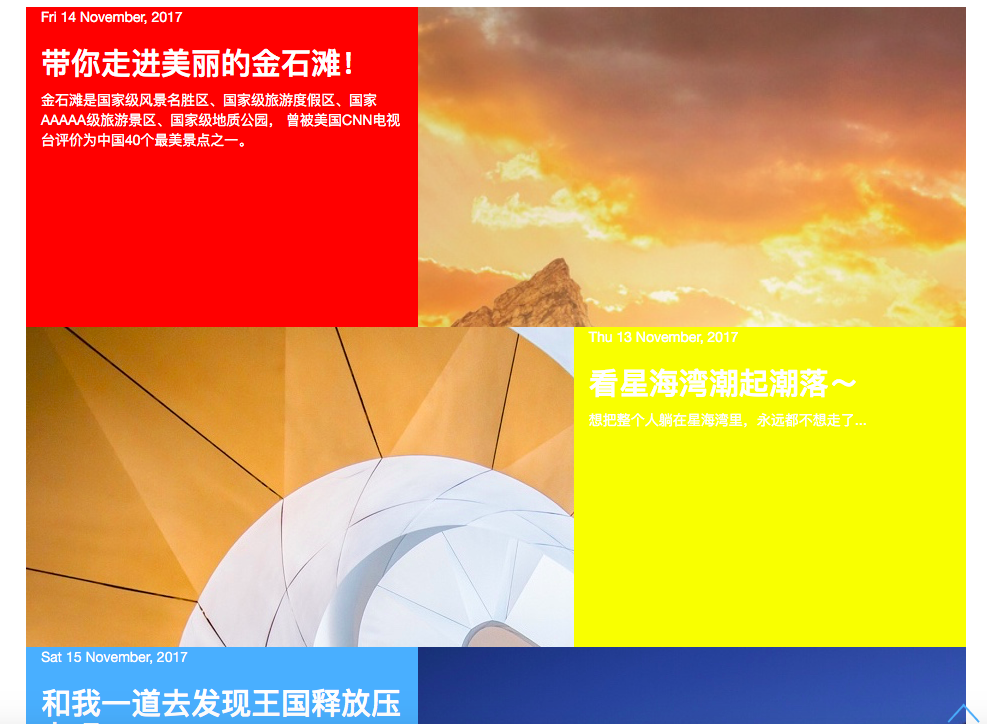 Fri 14 November, 2017
带你走进美丽的金石滩！
金石滩是国家级风景名胜区、国家级旅游度假区、国家
AAAAA级旅游景区、国家级地质公园， 曾被美国CNN电视
台评价为中国40个最美景点之一。
Thu 13 November, 2017
看星海湾潮起潮落～
想把整个人躺在星海湾里，永远都不想走了...
Sat 15 November, 2017
和我一道去发现王国释放压